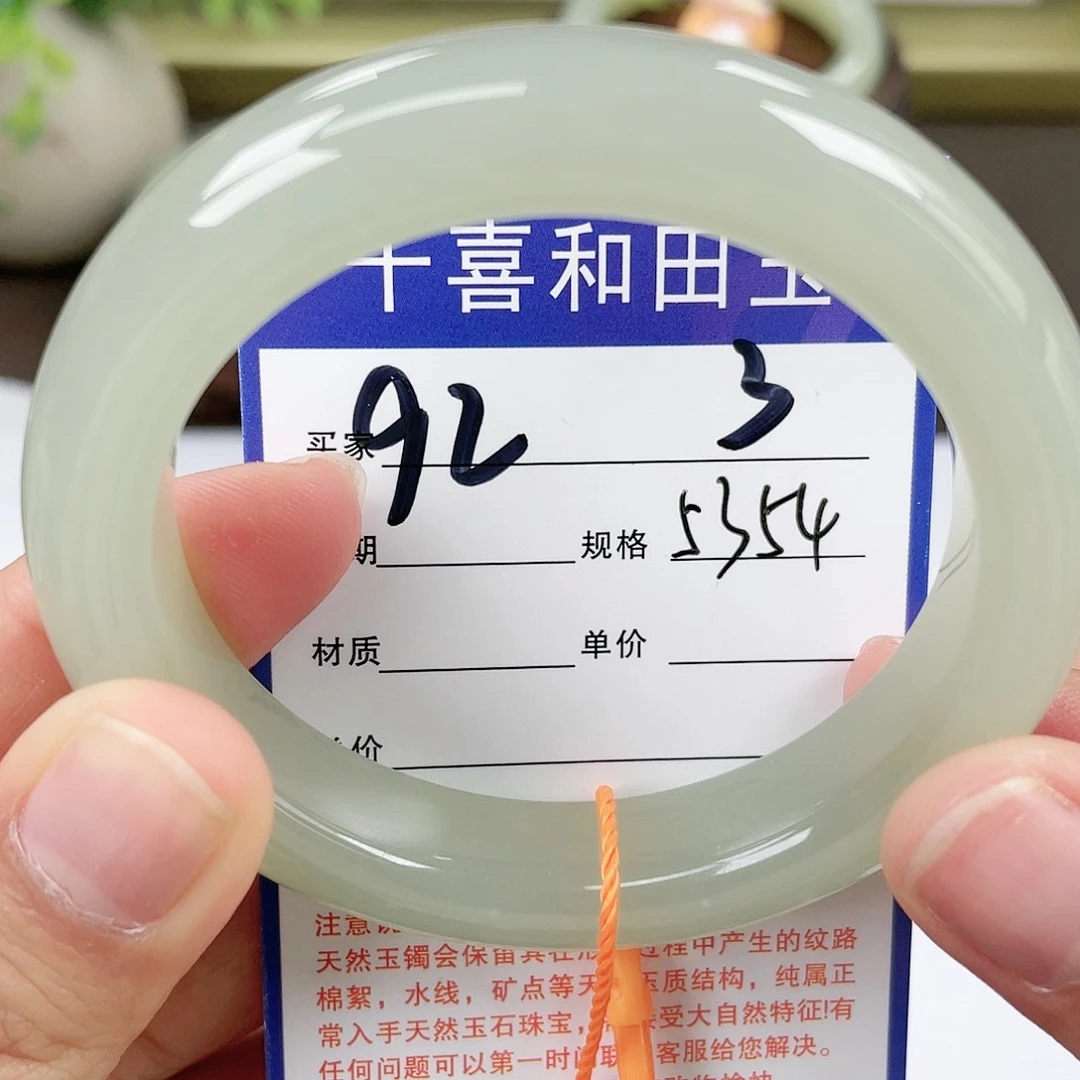 千喜和田玉
买家 92 3
期 规格 5354
材质 单价
价
注意
天然玉镯会保留其在形 过程中产生的纹路
棉絮，水线，矿点等天 玉质结构，纯属正
常入手天然玉石珠宝， 接受大自然特征!有
任何问题可以第一时间联 客服给您解决。